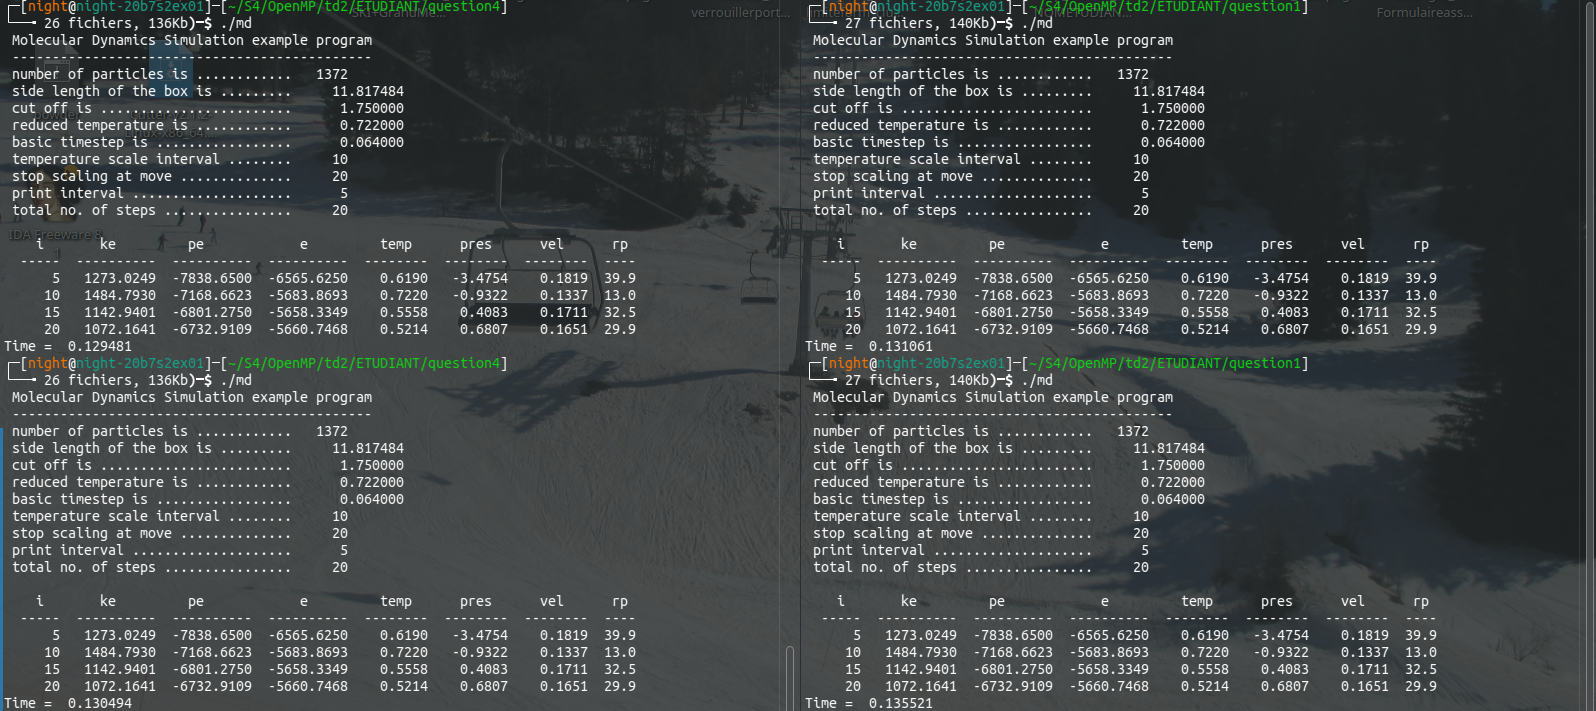 ┌─[night@night-20b7s2ex01]─[~/S4/OpenMP/td2/ETUDIANT/question4]
└──╼ 26 fichiers, 136Kb)─$ ./md
Molecular Dynamics Simulation example program
---------------------------------------------
number of particles is ............   1372
side length of the box is .........     11.817484
cut off is ........................      1.750000
reduced temperature is ............      0.722000
basic timestep is .................      0.064000
temperature scale interval ........     10
stop scaling at move ..............     20
print interval ....................      5
total no. of steps ................     20
i ke pe e temp pres vel rp
----- ---------- ---------- ---------- -------- -------- -------- ----
5 1273.0249 -7838.6500 -6565.6250 0.6190 -3.4754 0.1819 39.9
10 1484.7930 -7168.6623 -5683.8693 0.7220 -0.9322 0.1337 13.0
15 1142.9401 -6801.2750 -5658.3349 0.5558 0.4083 0.1711 32.5
20 1072.1641 -6732.9109 -5660.7468 0.5214 0.6807 0.1651 29.9
Time =  0.129481
┌─[night@night-20b7s2ex01]─[~/S4/OpenMP/td2/ETUDIANT/question4]
└──╼ 26 fichiers, 136Kb)─$ ./md
Molecular Dynamics Simulation example program
---------------------------------------------
number of particles is ............   1372
side length of the box is .........     11.817484
cut off is ........................      1.750000
reduced temperature is ............      0.722000
basic timestep is .................      0.064000
temperature scale interval ........     10
stop scaling at move ..............     20
print interval ....................      5
total no. of steps ................     20
i ke pe e temp pres vel rp
----- ---------- ---------- ---------- -------- -------- -------- ----
5 1273.0249 -7838.6500 -6565.6250 0.6190 -3.4754 0.1819 39.9
10 1484.7930 -7168.6623 -5683.8693 0.7220 -0.9322 0.1337 13.0
15 1142.9401 -6801.2750 -5658.3349 0.5558 0.4083 0.1711 32.5
20 1072.1641 -6732.9109 -5660.7468 0.5214 0.6807 0.1651 29.9
Time =  0.130494
┌─[night@night-20b7s2ex01]─[~/S4/OpenMP/td2/ETUDIANT/question1]
└──╼ 27 fichiers, 140Kb)─$ ./md
Molecular Dynamics Simulation example program
---------------------------------------------
number of particles is ............   1372
side length of the box is .........     11.817484
cut off is ........................      1.750000
reduced temperature is ............      0.722000
basic timestep is .................      0.064000
temperature scale interval ........     10
stop scaling at move ..............     20
print interval ....................      5
total no. of steps ................     20
i ke pe e temp pres vel rp
----- ---------- ---------- ---------- -------- -------- -------- ----
5 1273.0249 -7838.6500 -6565.6250 0.6190 -3.4754 0.1819 39.9
10 1484.7930 -7168.6623 -5683.8693 0.7220 -0.9322 0.1337 13.0
15 1142.9401 -6801.2750 -5658.3349 0.5558 0.4083 0.1711 32.5
20 1072.1641 -6732.9109 -5660.7468 0.5214 0.6807 0.1651 29.9
Time =  0.131061
┌─[night@night-20b7s2ex01]─[~/S4/OpenMP/td2/ETUDIANT/question1]
└──╼ 27 fichiers, 140Kb)─$ ./md
Molecular Dynamics Simulation example program
---------------------------------------------
number of particles is ............   1372
side length of the box is .........     11.817484
cut off is ........................      1.750000
reduced temperature is ............      0.722000
basic timestep is .................      0.064000
temperature scale interval ........     10
stop scaling at move ..............     20
print interval ....................      5
total no. of steps ................     20
i ke pe e temp pres vel rp
----- ---------- ---------- ---------- -------- -------- -------- ----
5 1273.0249 -7838.6500 -6565.6250 0.6190 -3.4754 0.1819 39.9
10 1484.7930 -7168.6623 -5683.8693 0.7220 -0.9322 0.1337 13.0
15 1142.9401 -6801.2750 -5658.3349 0.5558 0.4083 0.1711 32.5
20 1072.1641 -6732.9109 -5660.7468 0.5214 0.6807 0.1651 29.9
Time =  0.135521
verrouillerport...
Formulaireass...
IDA Freeware 8